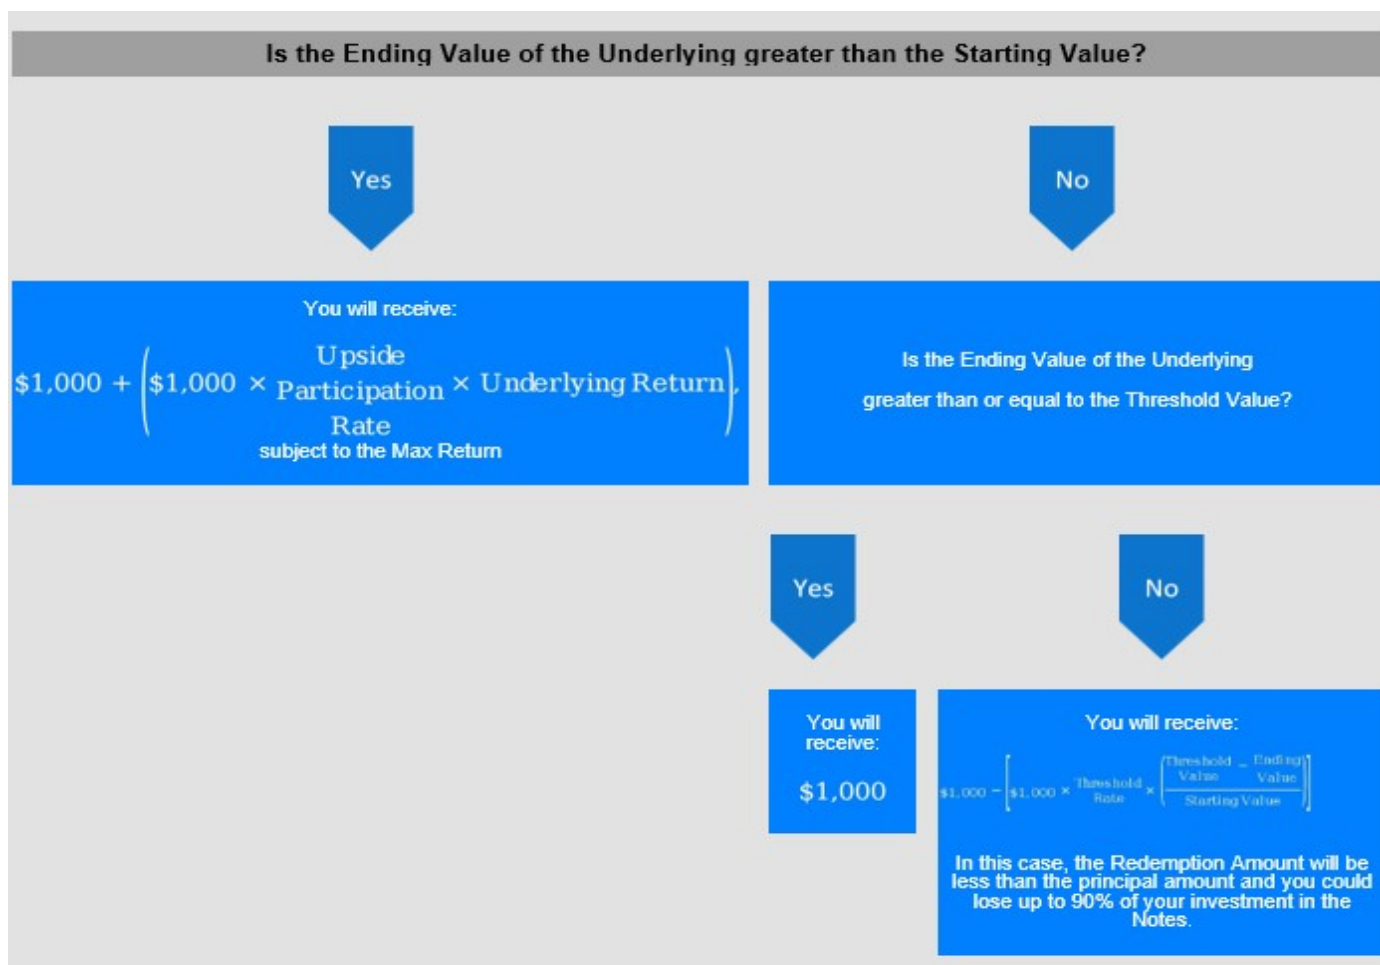 Is the Ending Value of the Underlying greater than the Starting Value?
Yes
No
You will receive:
$1,000 + ($1,000 × Upside Participation Rate × Underlying Return),
subject to the Max Return
Is the Ending Value of the Underlying
greater than or equal to the Threshold Value?
Yes
No
You will
receive:
$1,000
You will receive:
$1,000 − [$1,000 × Threshold Rate × ((Threshold Value − Ending Value) / Starting Value)]
In this case, the Redemption Amount will be
less than the principal amount and you could
lose up to 90% of your investment in the
Notes.